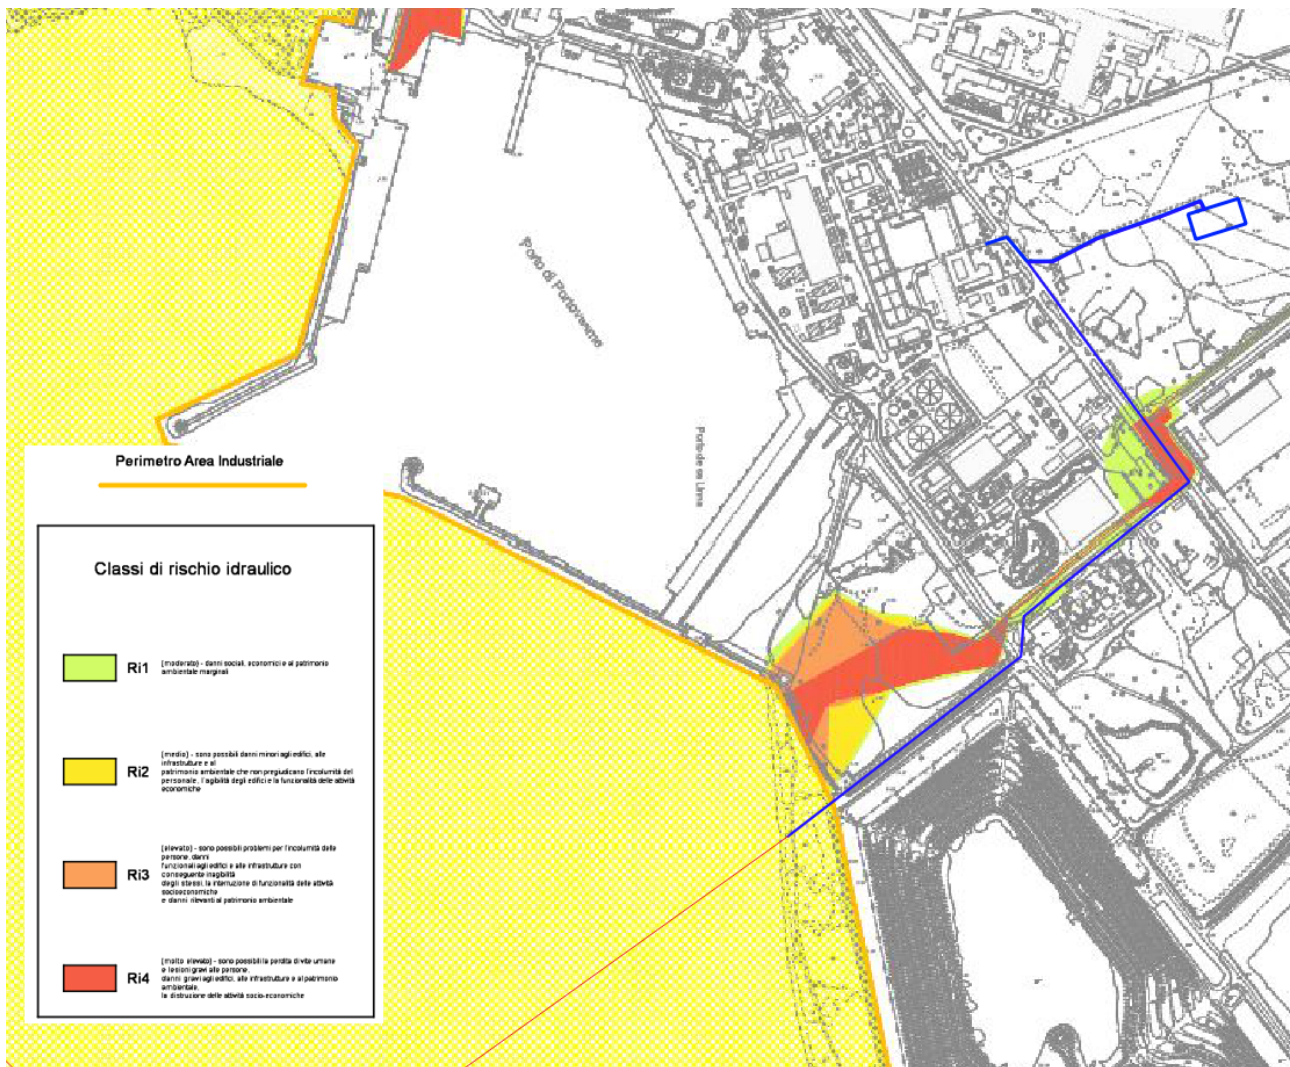 Porto di Portovesme
Porto de su Linna
Perimetro Area Industriale
Classi di rischio idraulico
Ri1
(moderato) - danni sociali, economici e al patrimonio
ambientale marginali
Ri2
(medio) - sono possibili danni minori agli edifici, alle
infrastrutture e al
patrimonio ambientale che non pregiudicano l'incolumità del
personale, l'agibilità degli edifici e la funzionalità delle attività
economiche
Ri3
(elevato) - sono possibili problemi per l'incolumità delle
persone, danni
funzionali agli edifici e alle infrastrutture con
conseguente inagibilità
degli stessi, la interruzione di funzionalità delle attività
socioeconomiche
e danni rilevanti al patrimonio ambientale
Ri4
(molto elevato) - sono possibili la perdita di vite umane
e lesioni gravi alle persone,
danni gravi agli edifici, alle infrastrutture e al patrimonio
ambientale,
la distruzione delle attività socio-economiche